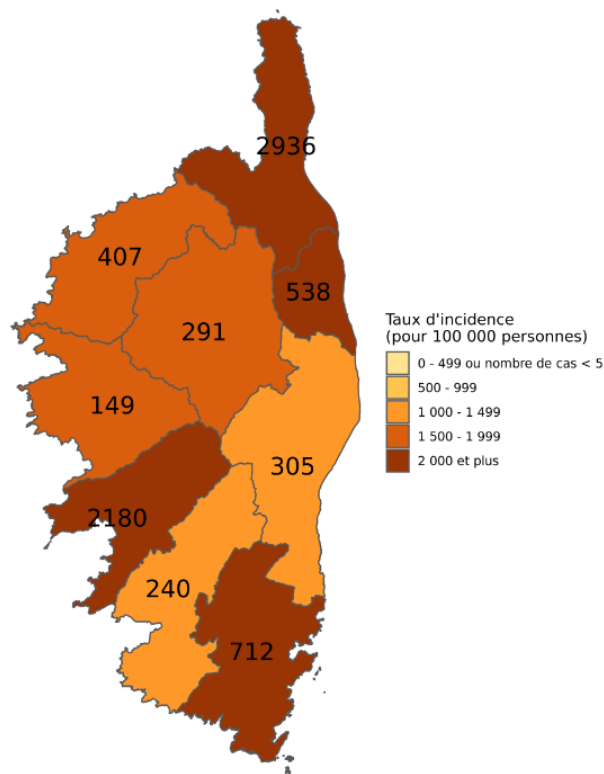 2936
407
538
291
149
305
2180
240
712
Taux d'incidence
(pour 100 000 personnes)
0 - 499 ou nombre de cas < 5
500 - 999
1 000 - 1 499
1 500 - 1 999
2 000 et plus